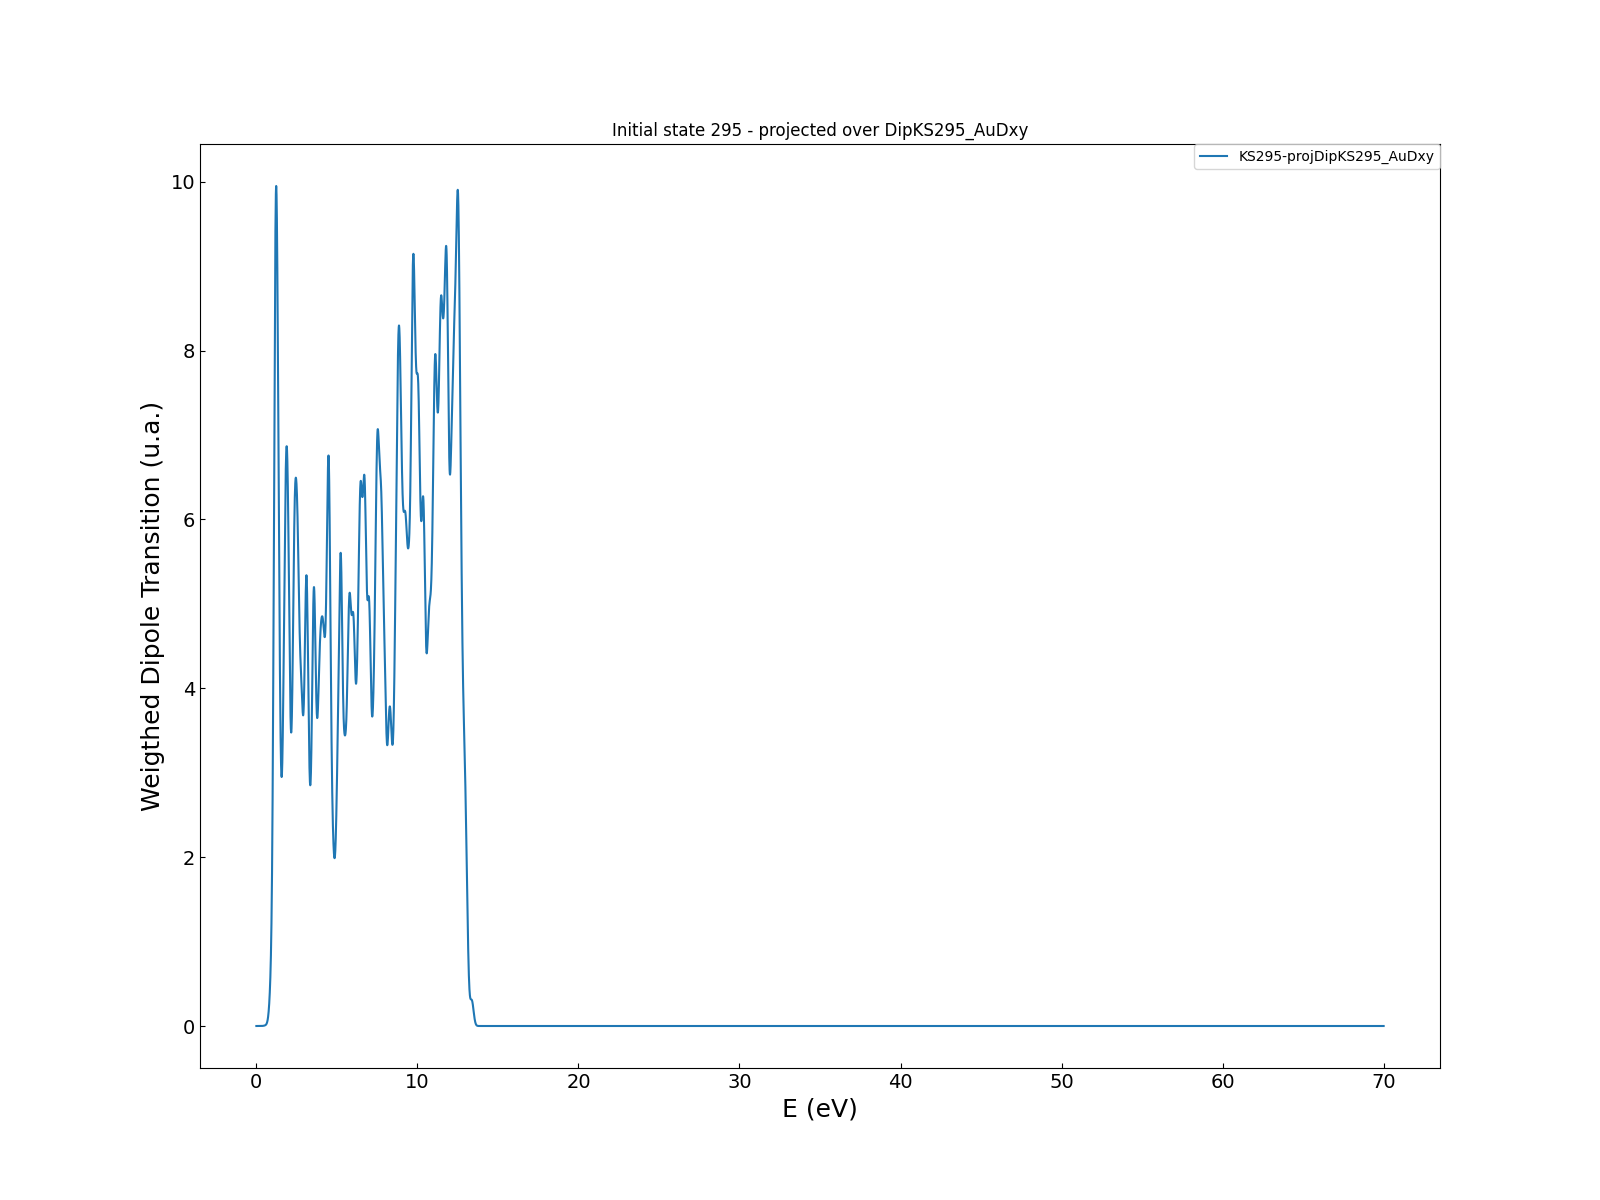 Initial state 295 - projected over DipKS295_AuDxy
KS295-projDipKS295_AuDxy
Weigthed Dipole Transition (u.a.)
10
8
6
4
2
0
0 10 20 30 40 50 60 70
E (eV)